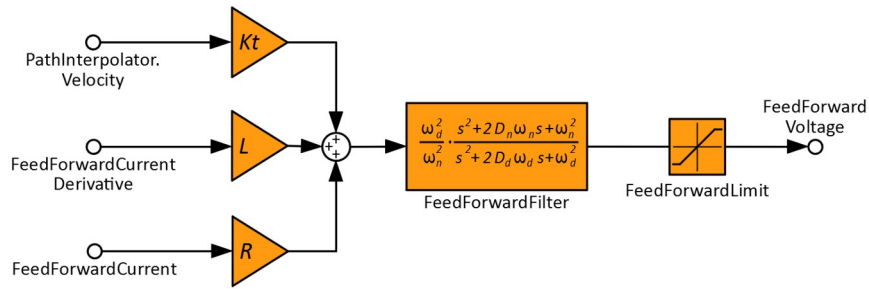 Kt
PathInterpolator.
Velocity
L
FeedForwardCurrent
Derivative
R
FeedForwardCurrent
+
+
+
ω_d^2/ω_n^2 · (s^2+2D_nω_ns+ω_n^2)/(s^2+2D_dω_ds+ω_d^2)
FeedForwardFilter
FeedForwardLimit
FeedForward
Voltage